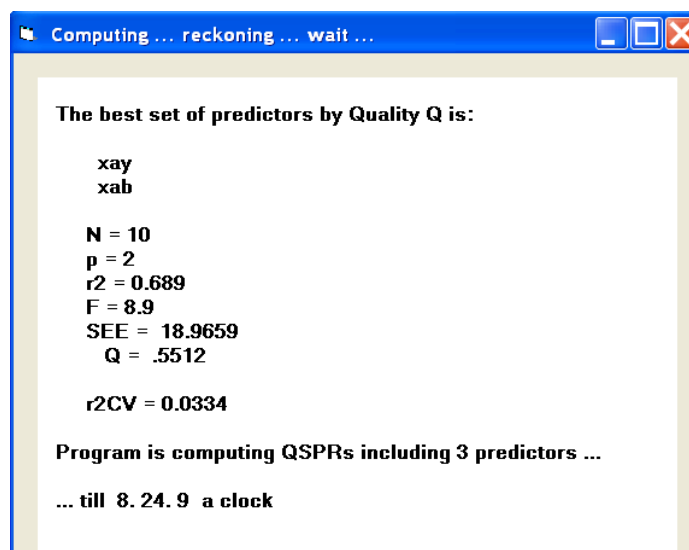 Computing ... reckoning ... wait ...
The best set of predictors by Quality Q is:
xay
xab
N = 10
p = 2
r2 = 0.689
F = 8.9
SEE = 18.9659
Q = .5512
r2CV = 0.0334
Program is computing QSPRs including 3 predictors ...
... till 8. 24. 9 a clock